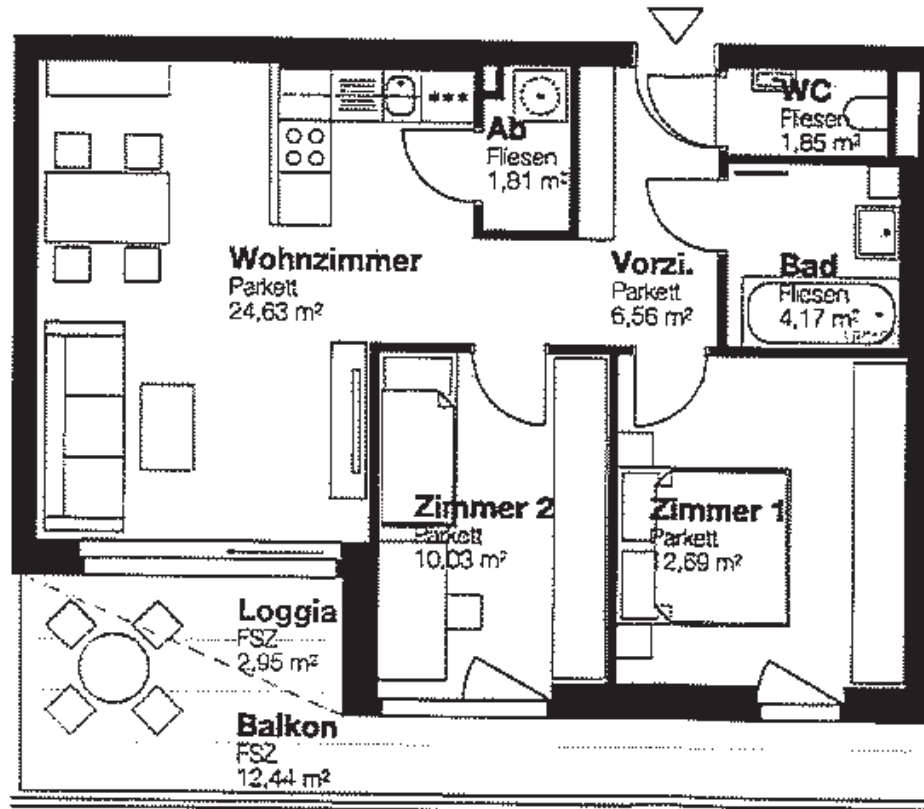 WC
Fliesen
1,85 m²
Ab
Fliesen
1,81 m²
Wohnzimmer
Parkett
24,63 m²
Vorzi.
Parkett
6,56 m²
Bad
Fliesen
4,17 m²
Zimmer 2
Parkett
10,03 m²
Zimmer 1
Parkett
12,69 m²
Loggia
FSZ
2,95 m²
Balkon
FSZ
12,44 m²